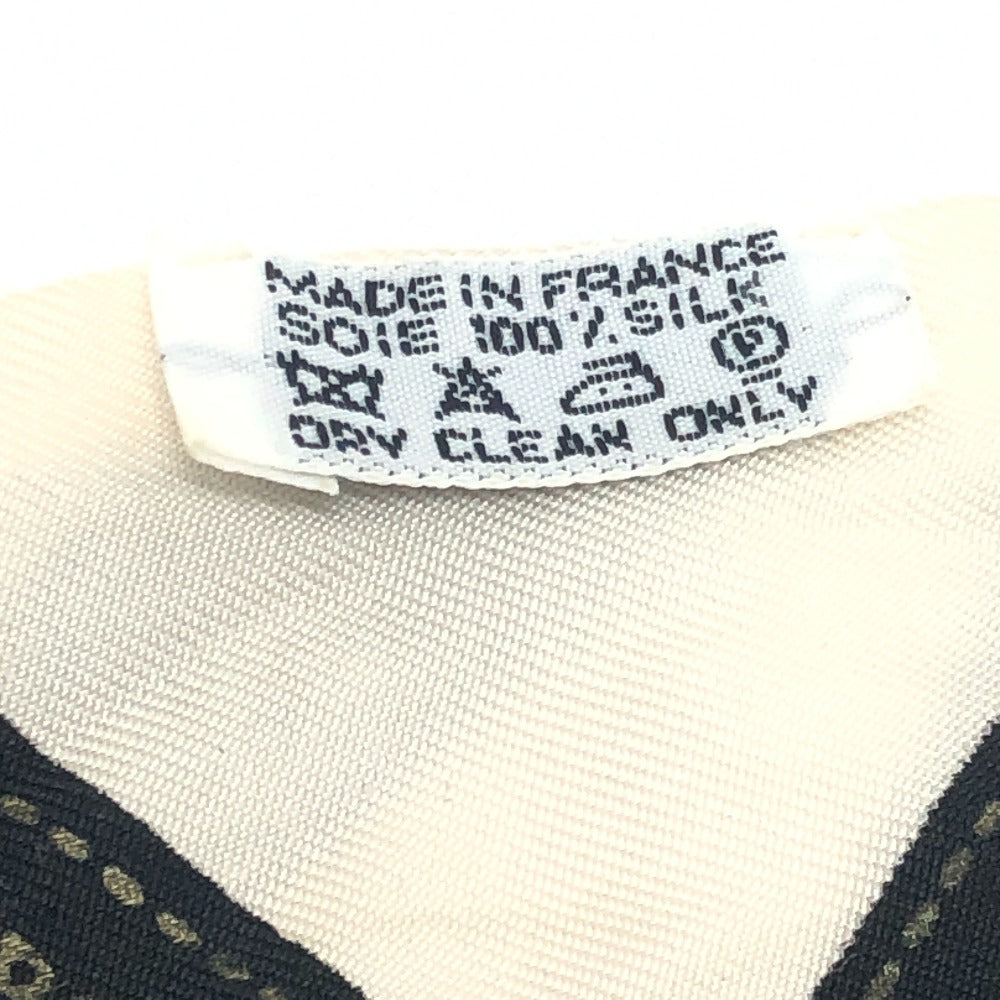 MADE IN FRANCE
SOIE 100% SILK
P
DRY CLEAN ONLY